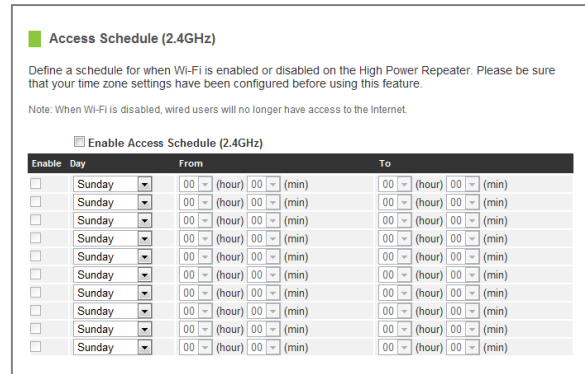 Access Schedule (2.4GHz)
Define a schedule for when Wi-Fi is enabled or disabled on the High Power Repeater. Please be sure
that your time zone settings have been configured before using this feature.
Note: When Wi-Fi is disabled, wired users will no longer have access to the Internet.
Enable Access Schedule (2.4GHz)
Enable Day From To
Sunday 00 (hour) 00 (min) 00 (hour) 00 (min)
Sunday 00 (hour) 00 (min) 00 (hour) 00 (min)
Sunday 00 (hour) 00 (min) 00 (hour) 00 (min)
Sunday 00 (hour) 00 (min) 00 (hour) 00 (min)
Sunday 00 (hour) 00 (min) 00 (hour) 00 (min)
Sunday 00 (hour) 00 (min) 00 (hour) 00 (min)
Sunday 00 (hour) 00 (min) 00 (hour) 00 (min)
Sunday 00 (hour) 00 (min) 00 (hour) 00 (min)
Sunday 00 (hour) 00 (min) 00 (hour) 00 (min)
Sunday 00 (hour) 00 (min) 00 (hour) 00 (min)